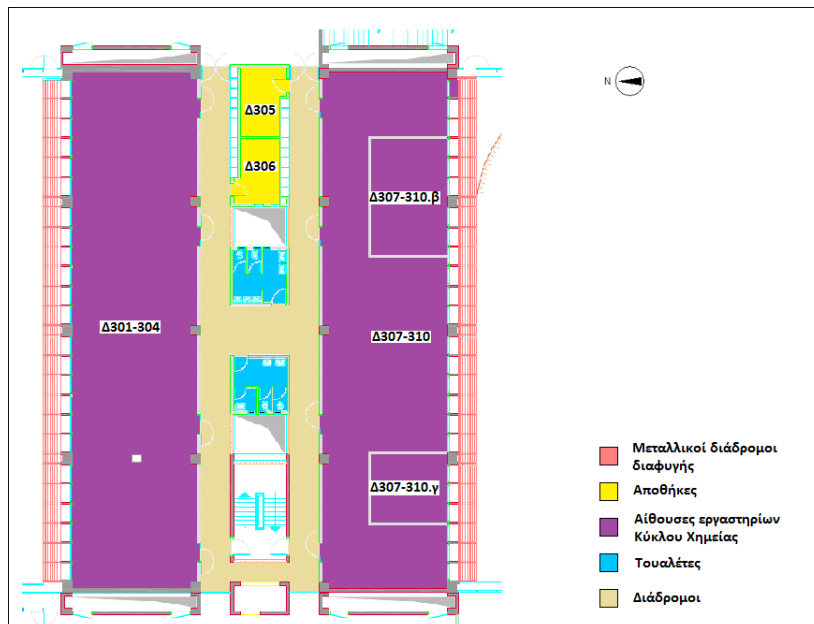 N
Δ305
Δ306
Δ307-310.β
Δ301-304
Δ307-310
Δ307-310.γ
Μεταλλικοί διάδρομοι
διαφυγής
Αποθήκες
Αίθουσες εργαστηρίων
Κύκλου Χημείας
Τουαλέτες
Διάδρομοι